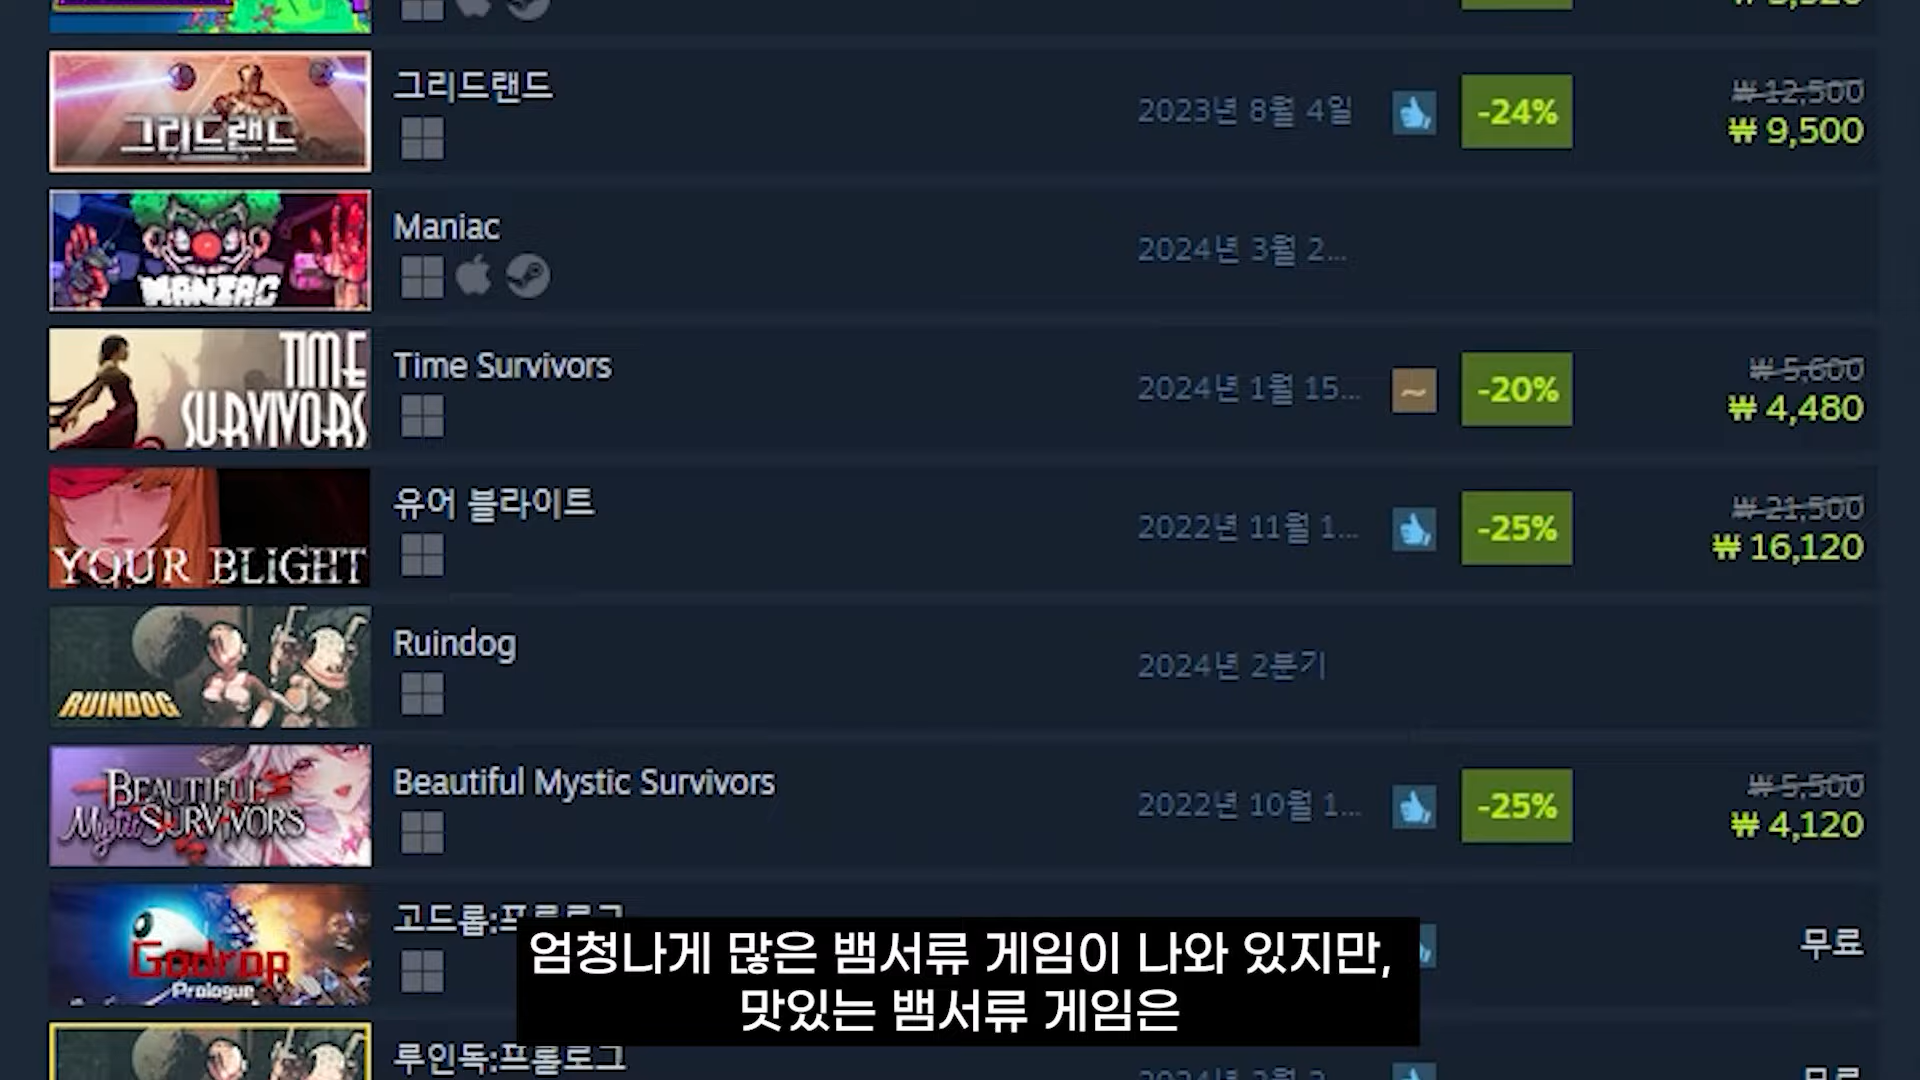 그리드랜드
그리드랜드
2023년 8월 4일
-24%
₩ 12,500
₩ 9,500
MANIAC
Maniac
2024년 3월 2...
TIME
SURVIVORS
Time Survivors
2024년 1월 15...
-20%
₩ 5,600
₩ 4,480
YOUR BLIGHT
유어 블라이트
2022년 11월 1...
-25%
₩ 21,500
₩ 16,120
RUINDOG
Ruindog
2024년 2분기
BEAUTIFUL
Mystic SURVIVORS
Beautiful Mystic Survivors
2022년 10월 1...
-25%
₩ 5,500
₩ 4,120
Godrop
Prologue
고드롭:프롤로그
무료
엄청나게 많은 뱀서류 게임이 나와 있지만,
맛있는 뱀서류 게임은
루인독:프롤로그